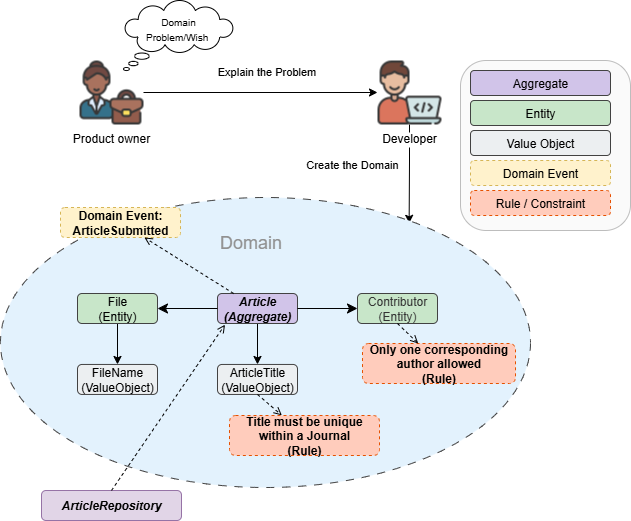 Domain
Problem/Wish
Explain the Problem
Product owner
Developer
Create the Domain
Aggregate
Entity
Value Object
Domain Event
Rule / Constraint
Domain Event:
ArticleSubmitted
Domain
File
(Entity)
Article
(Aggregate)
Contributor
(Entity)
FileName
(ValueObject)
ArticleTitle
(ValueObject)
Only one corresponding
author allowed
(Rule)
Title must be unique
within a Journal
(Rule)
ArticleRepository